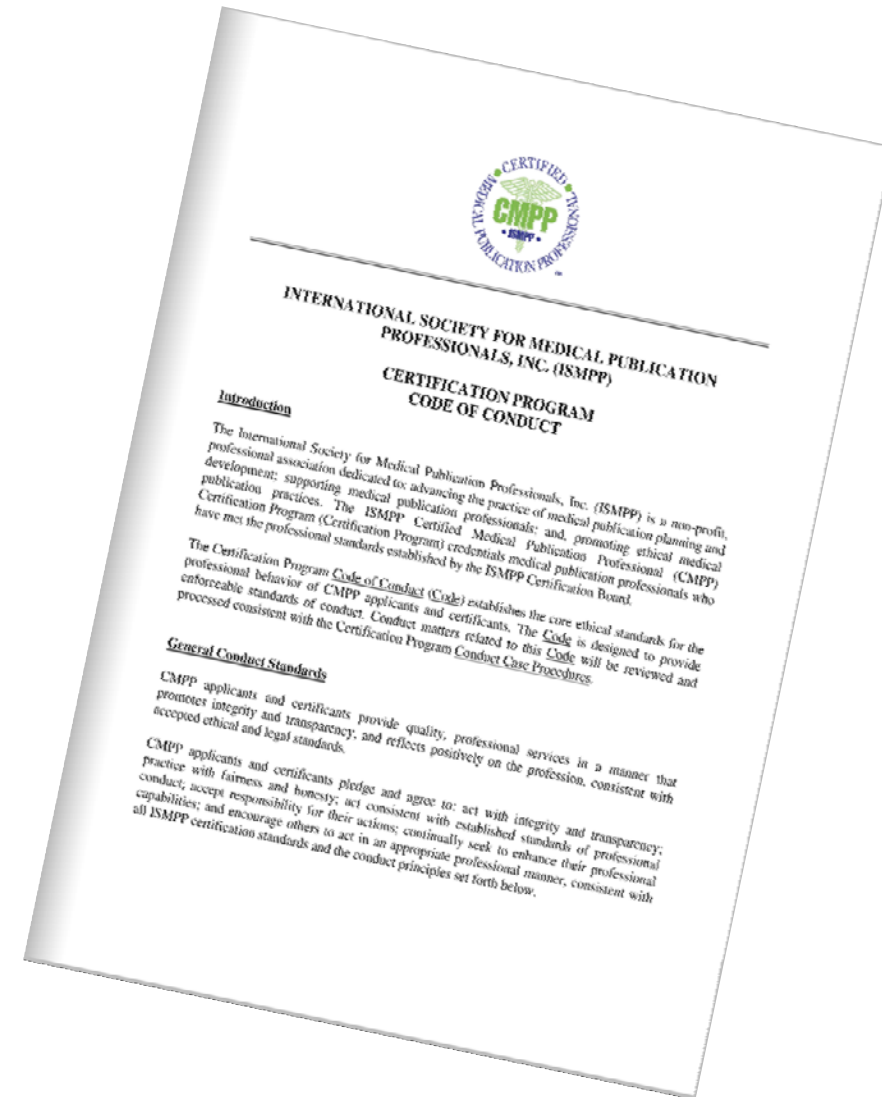 CERTIFIED
MEDICAL PUBLICATION PROFESSIONAL
CMPP
• ISMPP •
INTERNATIONAL SOCIETY FOR MEDICAL PUBLICATION
PROFESSIONALS, INC. (ISMPP)
CERTIFICATION PROGRAM
CODE OF CONDUCT
Introduction
The International Society for Medical Publication Professionals, Inc. (ISMPP) is a non-profit,
professional association dedicated to: advancing the practice of medical publication planning and
development; supporting medical publication professionals; and, promoting ethical medical
publication practices. The ISMPP Certified Medical Publication Professional (CMPP)
Certification Program (Certification Program) credentials medical publication professionals who
have met the professional standards established by the ISMPP Certification Board.
The Certification Program Code of Conduct (Code) establishes the core ethical standards for the
professional behavior of CMPP applicants and certificants. The Code is designed to provide
enforceable standards of conduct. Conduct matters related to this Code will be reviewed and
processed consistent with the Certification Program Conduct Case Procedures.
General Conduct Standards
CMPP applicants and certificants provide quality, professional services in a manner that
promotes integrity and transparency, and reflects positively on the profession, consistent with
accepted ethical and legal standards.
CMPP applicants and certificants pledge and agree to: act with integrity and transparency;
practice with fairness and honesty; act consistent with established standards of professional
conduct; accept responsibility for their actions; continually seek to enhance their professional
capabilities; and encourage others to act in an appropriate professional manner, consistent with
all ISMPP certification standards and the conduct principles set forth below.